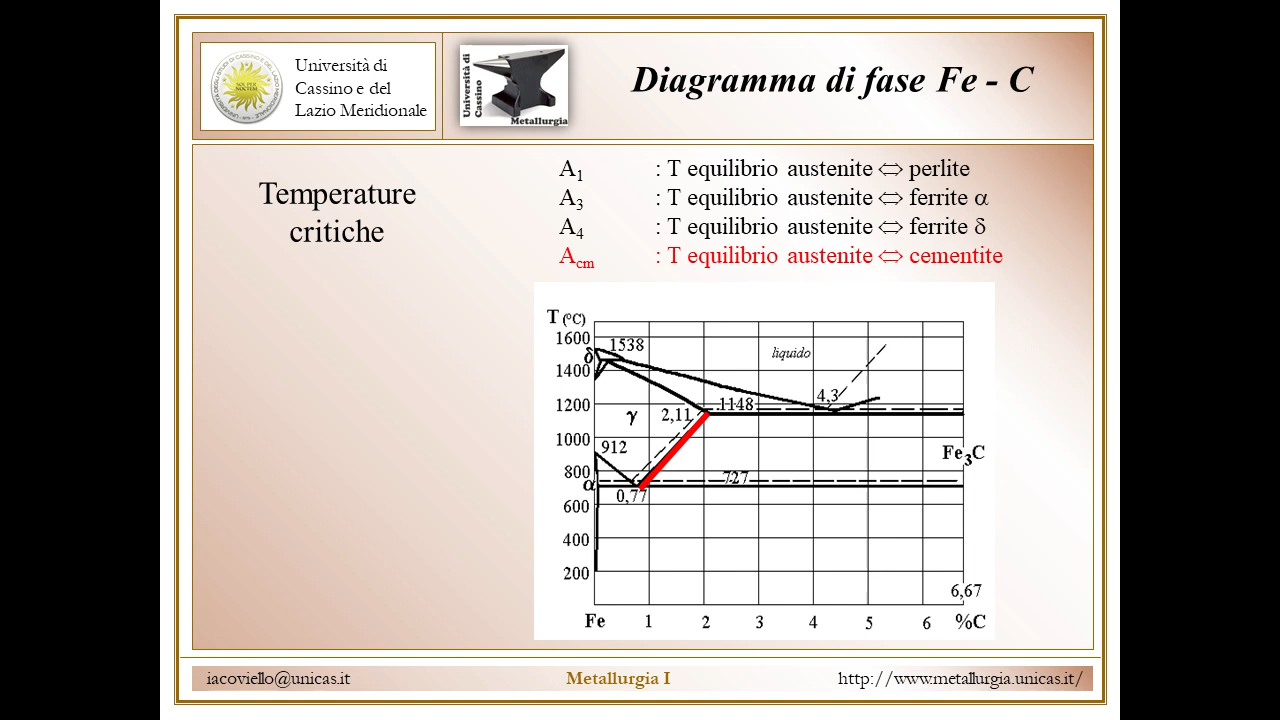 Università di
Cassino e del
Lazio Meridionale
Università di
Cassino
Metallurgia
Diagramma di fase Fe - C
Temperature
critiche
A1 : T equilibrio austenite ⇔ perlite
A3 : T equilibrio austenite ⇔ ferrite α
A4 : T equilibrio austenite ⇔ ferrite δ
Acm : T equilibrio austenite ⇔ cementite
T (°C)
1600
δ
1538
liquido
1400
1200
1148
4,3
γ
2,11
1000
912
Fe3C
800
α
727
0,77
600
400
200
6,67
Fe 1 2 3 4 5 6 %C
iacoviello@unicas.it
Metallurgia I
http://www.metallurgia.unicas.it/